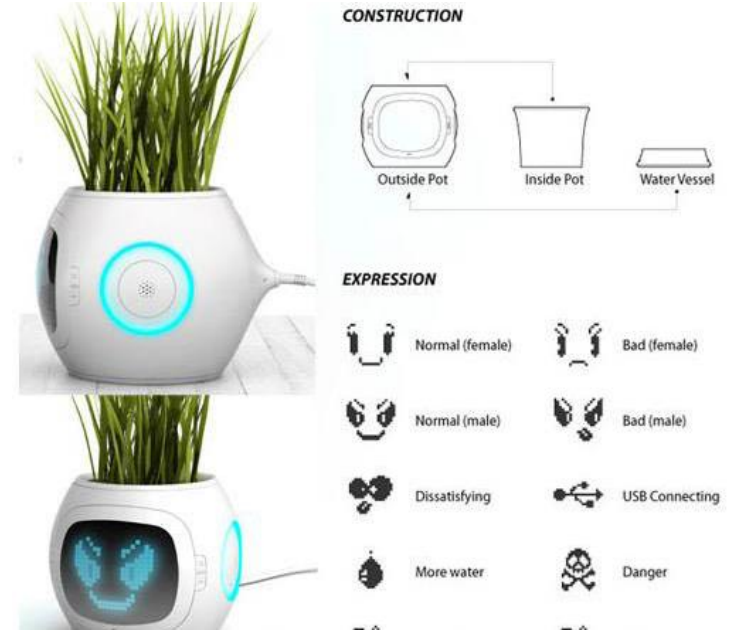 CONSTRUCTION
Outside Pot
Inside Pot
Water Vessel
EXPRESSION
Normal (female)
Bad (female)
Normal (male)
Bad (male)
Dissatisfying
USB Connecting
More water
Danger